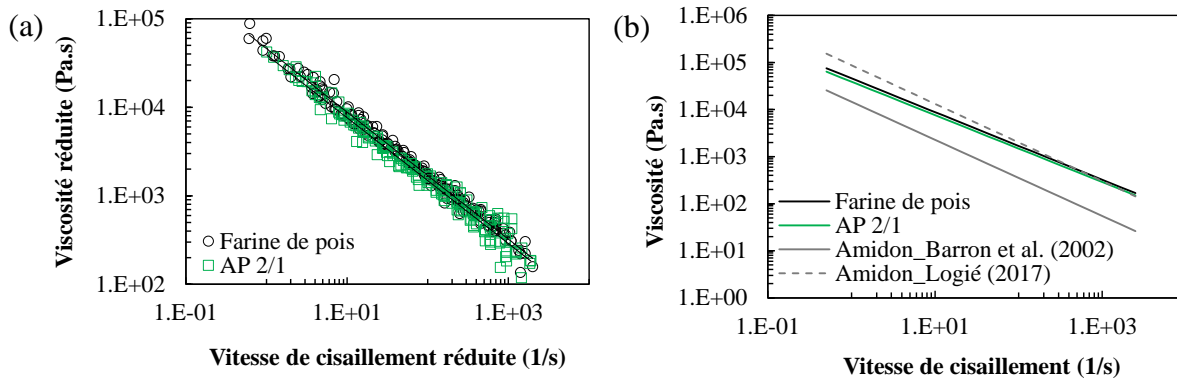 (a)
Viscosité réduite (Pa.s)
1.E+05
1.E+04
1.E+03
1.E+02
Farine de pois
AP 2/1
1.E-01
1.E+01
1.E+03
Vitesse de cisaillement réduite (1/s)
(b)
Viscosité (Pa.s)
1.E+06
1.E+05
1.E+04
1.E+03
1.E+02
1.E+01
1.E+00
Farine de pois
AP 2/1
Amidon_Barron et al. (2002)
Amidon_Logié (2017)
1.E-01
1.E+01
1.E+03
Vitesse de cisaillement (1/s)